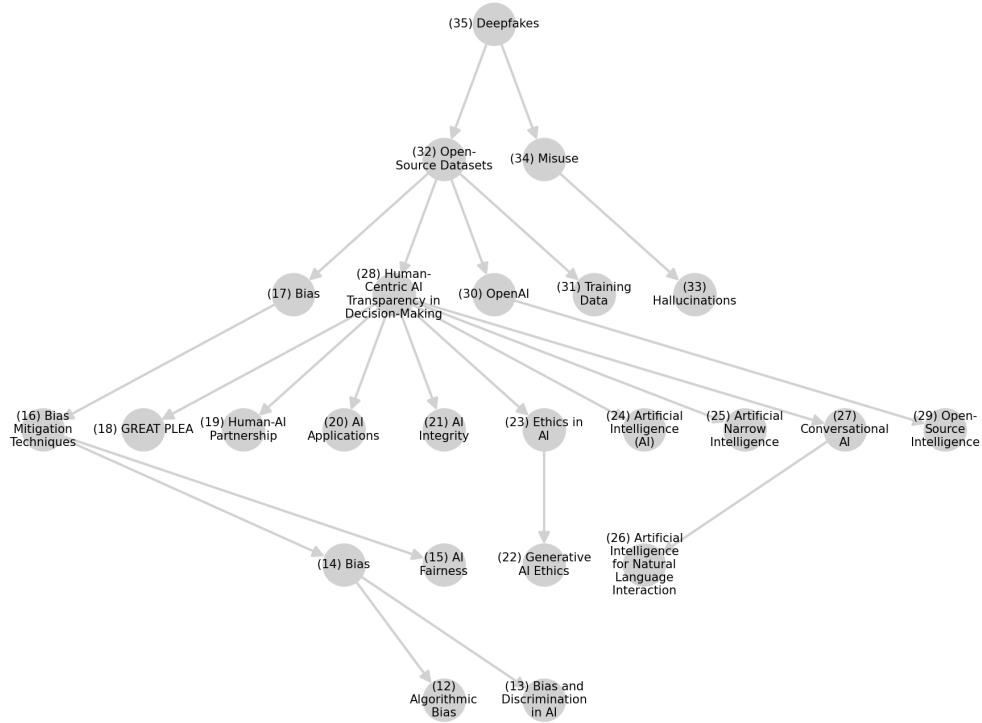 (35) Deepfakes
(32) Open-
Source Datasets
(34) Misuse
(17) Bias
(28) Human-
Centric AI
Transparency in
Decision-Making
(30) OpenAI
(31) Training
Data
(33)
Hallucinations
(16) Bias
Mitigation
Techniques
(18) GREAT PLEA
(19) Human-AI
Partnership
(20) AI
Applications
(21) AI
Integrity
(23) Ethics in
AI
(24) Artificial
Intelligence
(AI)
(25) Artificial
Narrow
Intelligence
(27)
Conversational
AI
(29) Open-
Source
Intelligence
(14) Bias
(15) AI
Fairness
(22) Generative
AI Ethics
(26) Artificial
Intelligence
for Natural
Language
Interaction
(12)
Algorithmic
Bias
(13) Bias and
Discrimination
in AI